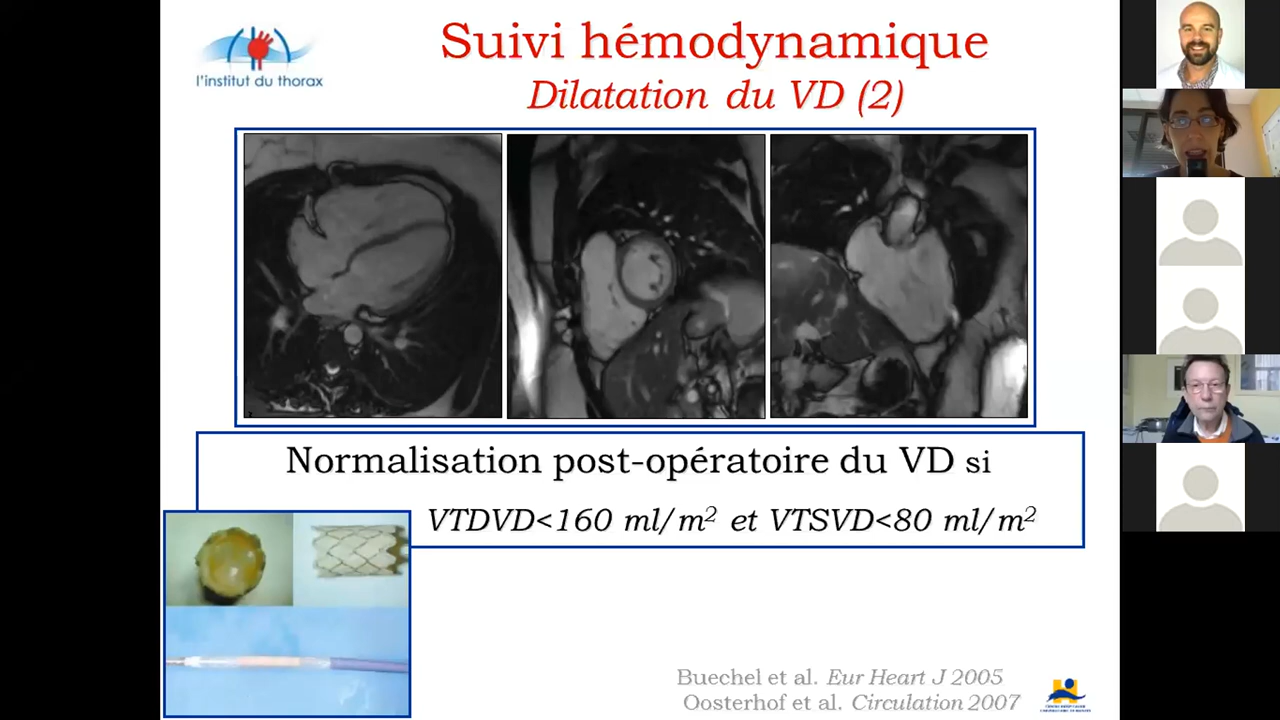 l'institut du thorax
Suivi hémodynamique
Dilatation du VD (2)
Normalisation post-opératoire du VD si
VTDVD<160 ml/m² et VTSVD<80 ml/m²
Buechel et al. Eur Heart J 2005
Oosterhof et al. Circulation 2007